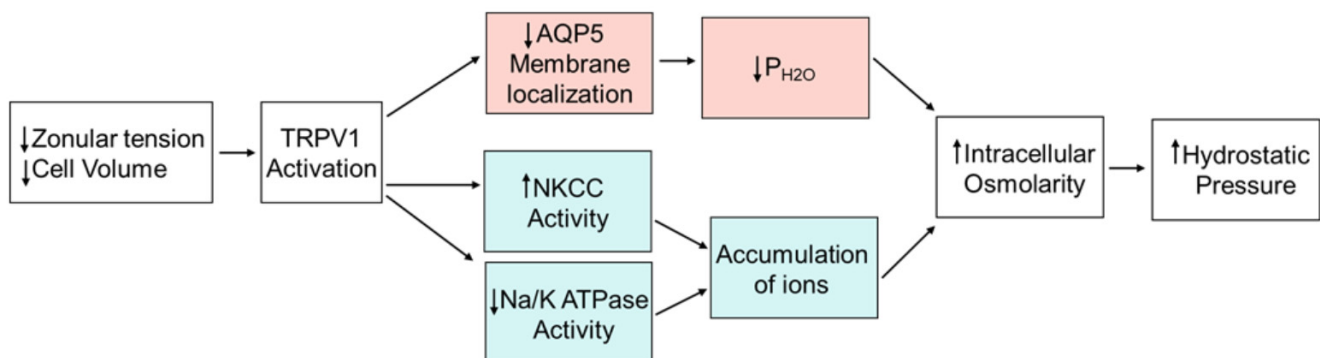 ↓Zonular tension
↓Cell Volume
TRPV1
Activation
↓AQP5
Membrane
localization
↓P_H2O
↑NKCC
Activity
↓Na/K ATPase
Activity
Accumulation
of ions
↑Intracellular
Osmolarity
↑Hydrostatic
Pressure